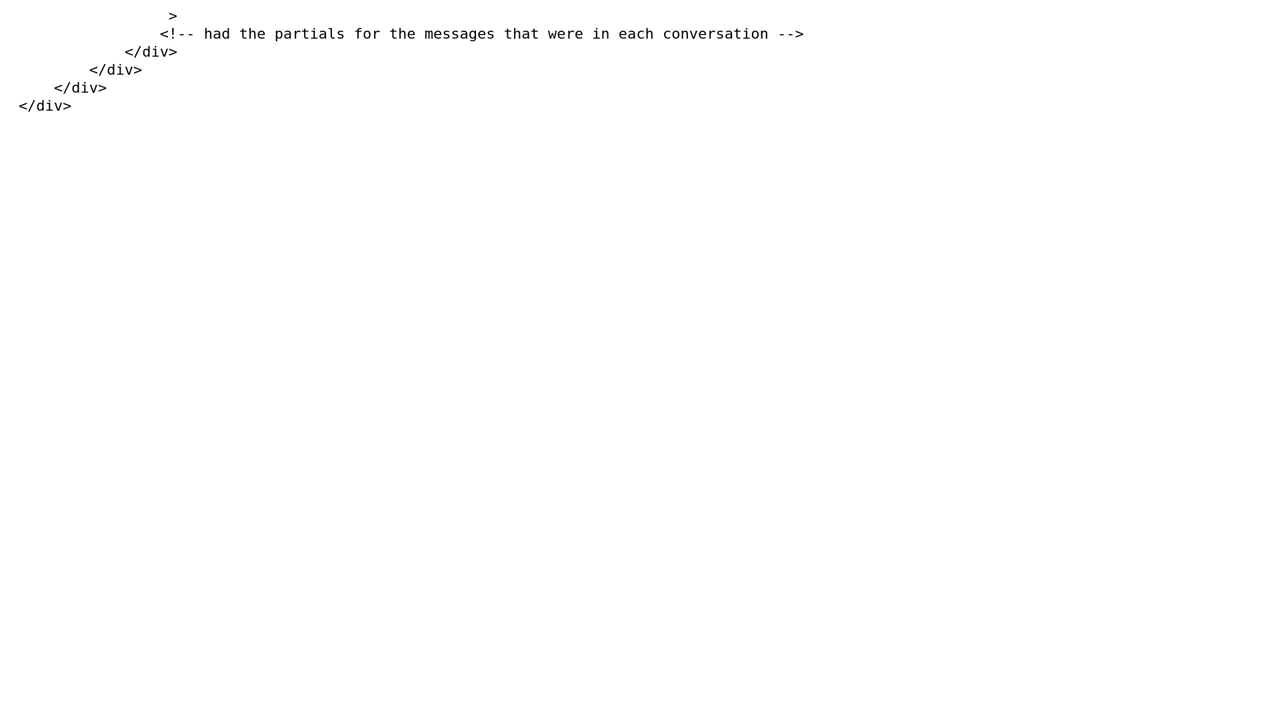 >
<!-- had the partials for the messages that were in each conversation -->
</div>
</div>
</div>
</div>